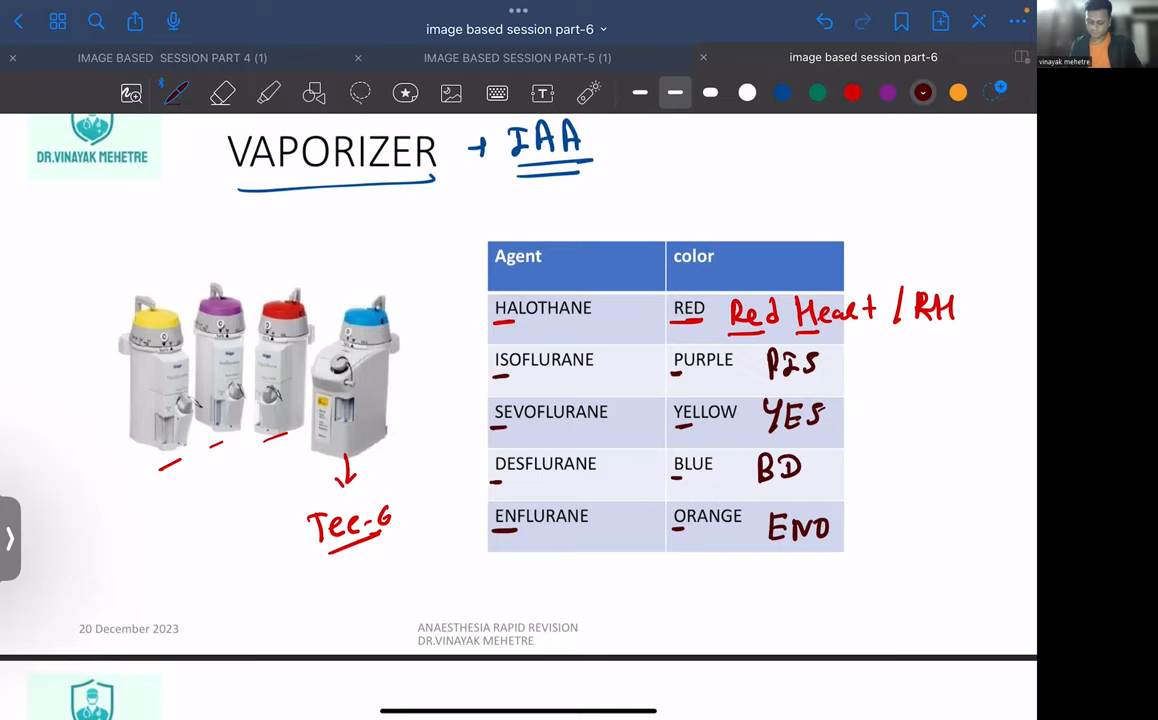 image based session part-6
IMAGE BASED SESSION PART 4 (1)
IMAGE BASED SESSION PART-5 (1)
image based session part-6
vinayak mehetre
DR.VINAYAK MEHETRE
VAPORIZER + IAA
Agent color
HALOTHANE RED Red Heart / RH
ISOFLURANE PURPLE PIS
SEVOFLURANE YELLOW YES
DESFLURANE BLUE BD
ENFLURANE ORANGE ENO
Tec-6
20 December 2023
ANAESTHESIA RAPID REVISION
DR.VINAYAK MEHETRE